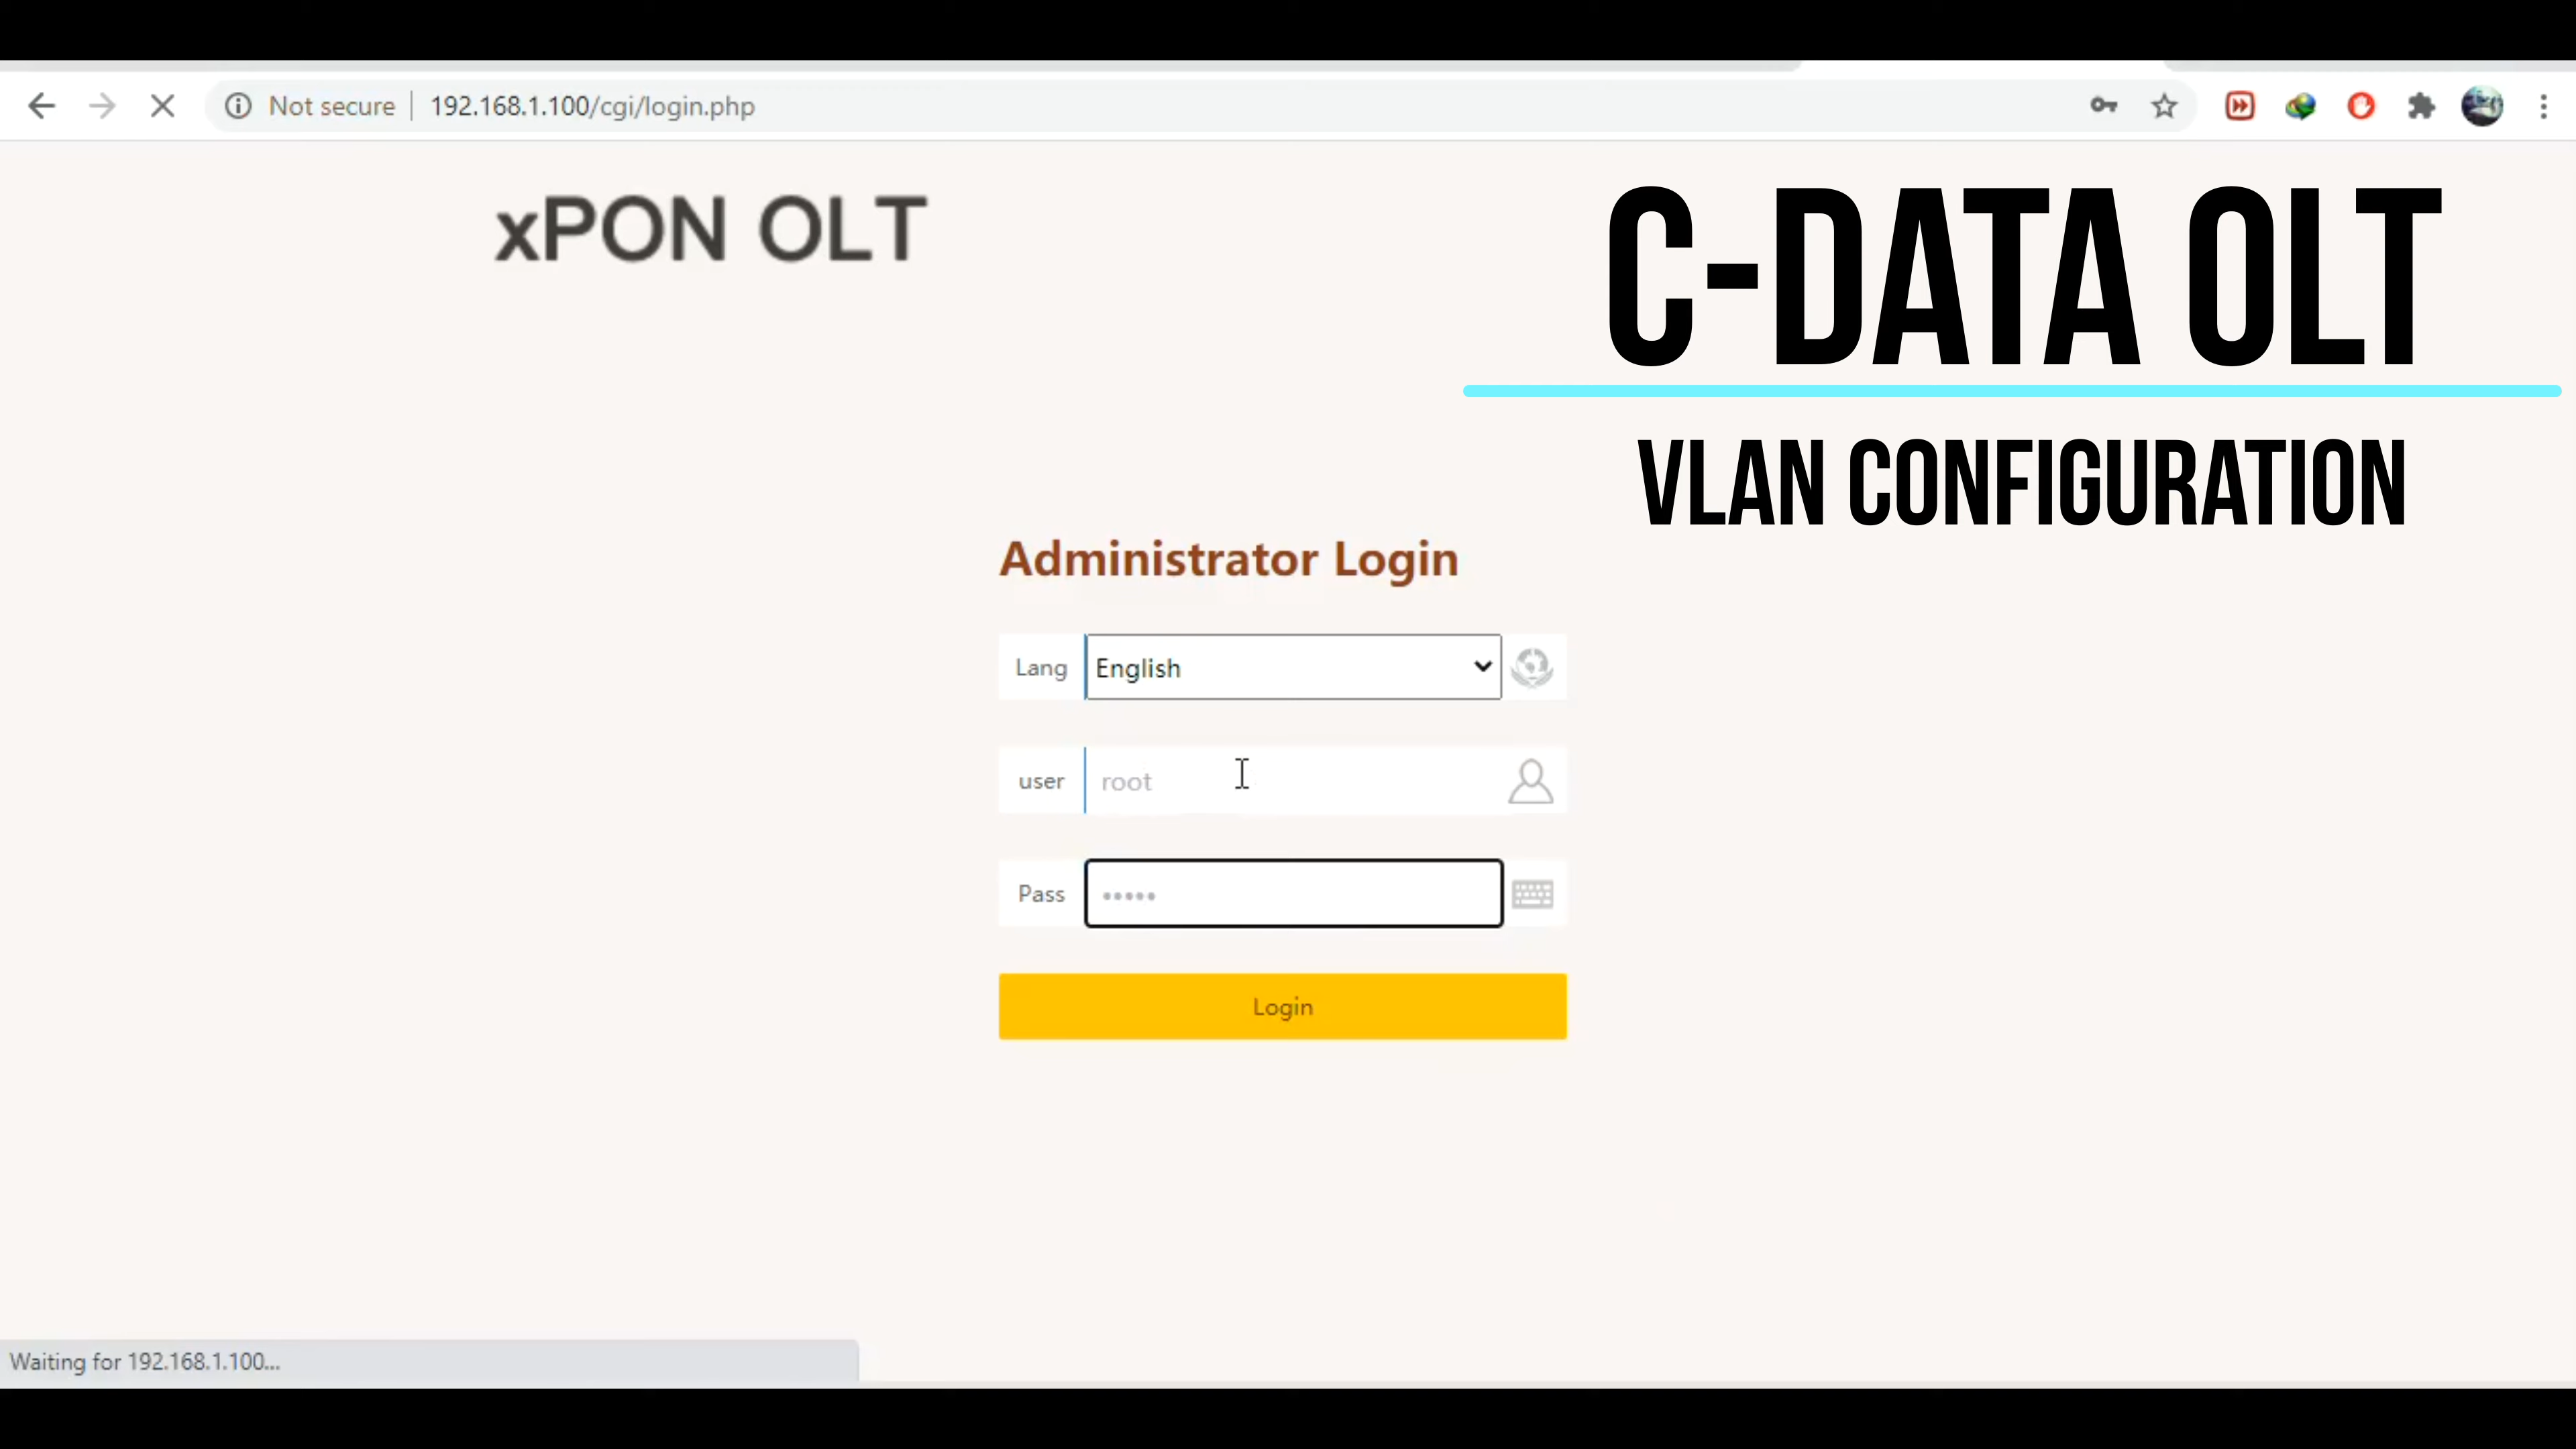 Not secure | 192.168.1.100/cgi/login.php
xPON OLT
C-DATA OLT
VLAN CONFIGURATION
Administrator Login
Lang English
user root
Pass •••••
Login
Waiting for 192.168.1.100...